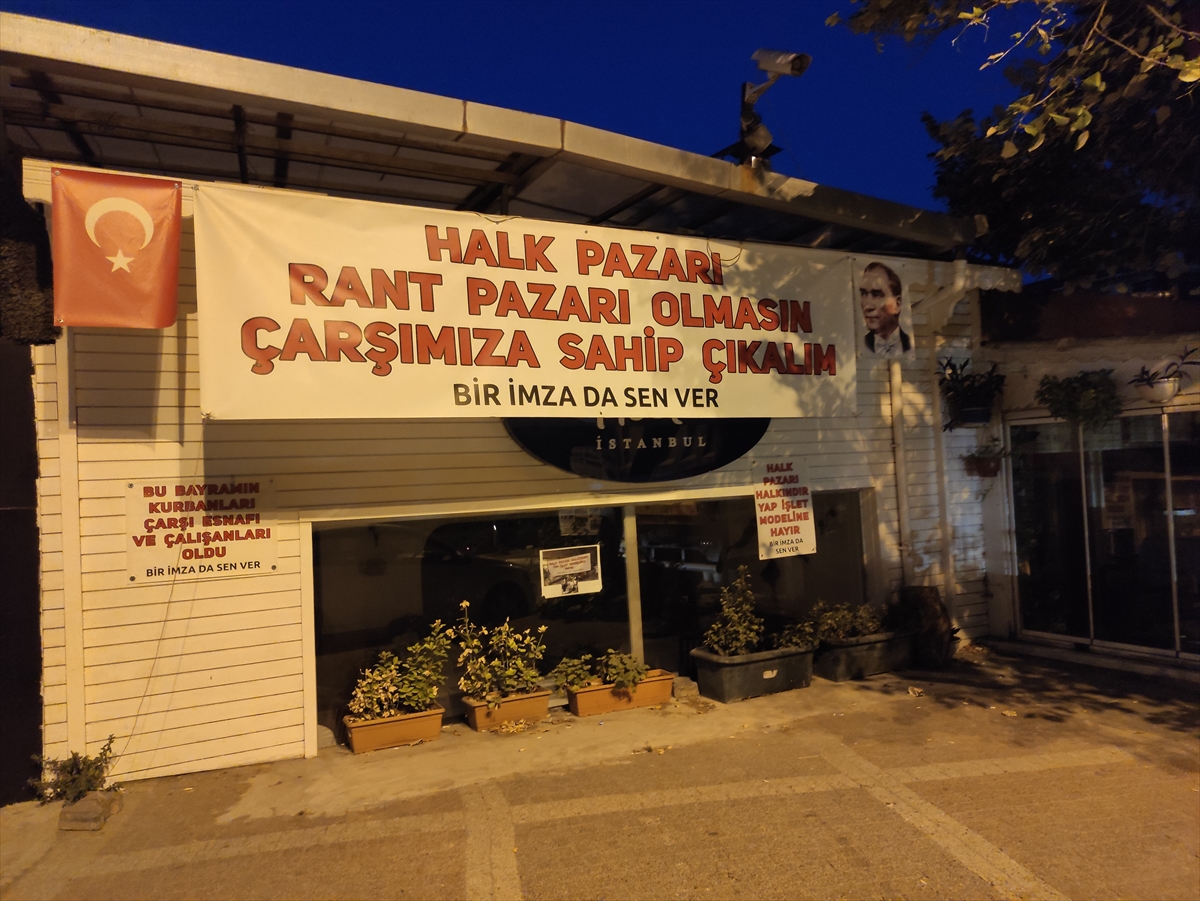 HALK PAZARI
RANT PAZARI OLMASIN
ÇARŞIMIZA SAHİP ÇIKALIM
BİR İMZA DA SEN VER
İSTANBUL
BU BAYRAMIN
KURBANLARI
ÇARŞI ESNAFI
VE ÇALIŞANLARI
OLDU
BİR İMZA DA SEN VER
HALK
PAZARI
HALKINDIR
YAP İŞLET
MODELİNE
HAYIR
BİR İMZA DA
SEN VER